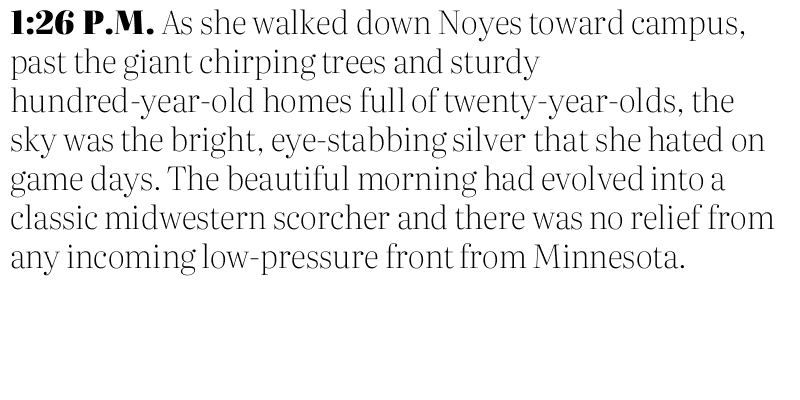 1:26 P.M. As she walked down Noyes toward campus,
past the giant chirping trees and sturdy
hundred-year-old homes full of twenty-year-olds, the
sky was the bright, eye-stabbing silver that she hated on
game days. The beautiful morning had evolved into a
classic midwestern scorcher and there was no relief from
any incoming low-pressure front from Minnesota.